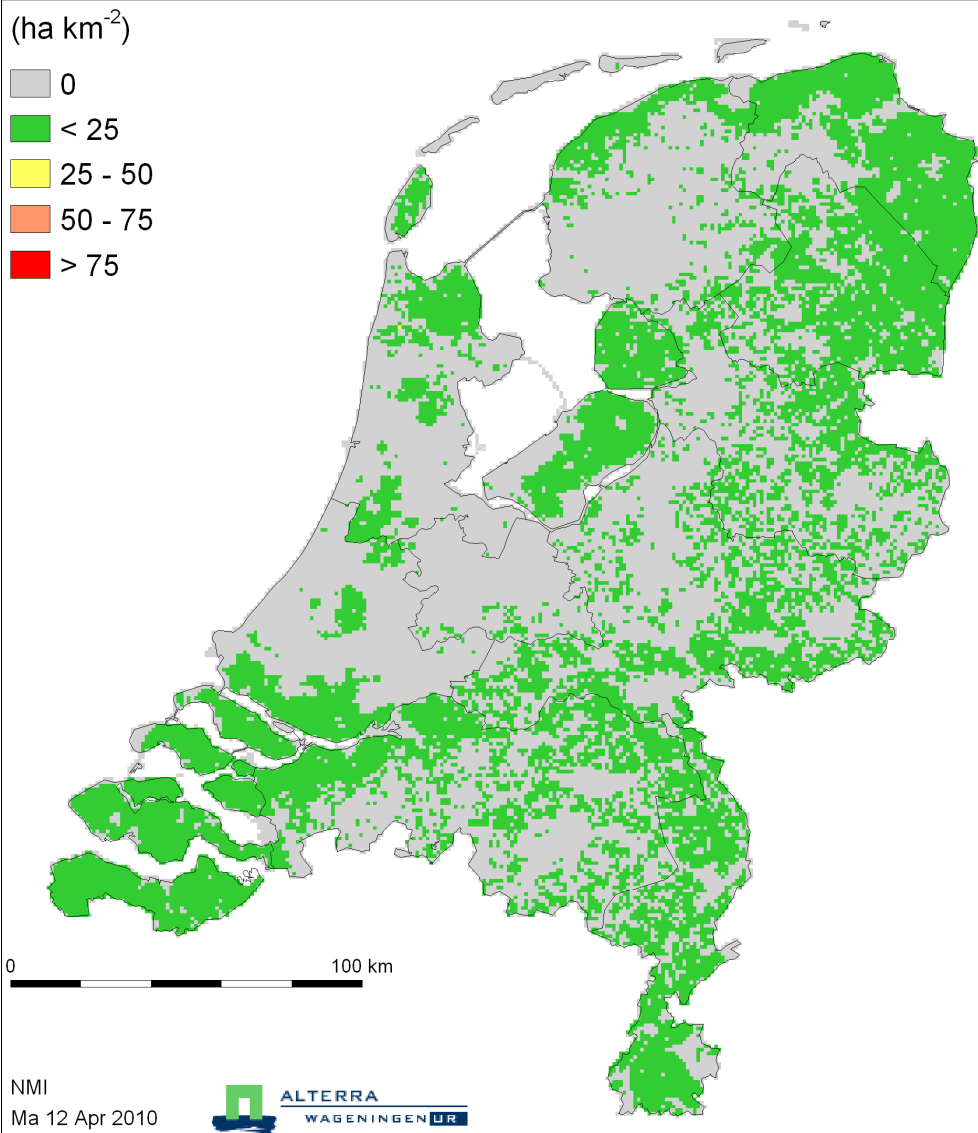 (ha km-2)
0
< 25
25 - 50
50 - 75
> 75
0 100 km
NMI
Ma 12 Apr 2010
ALTERRA
WAGENINGEN UR